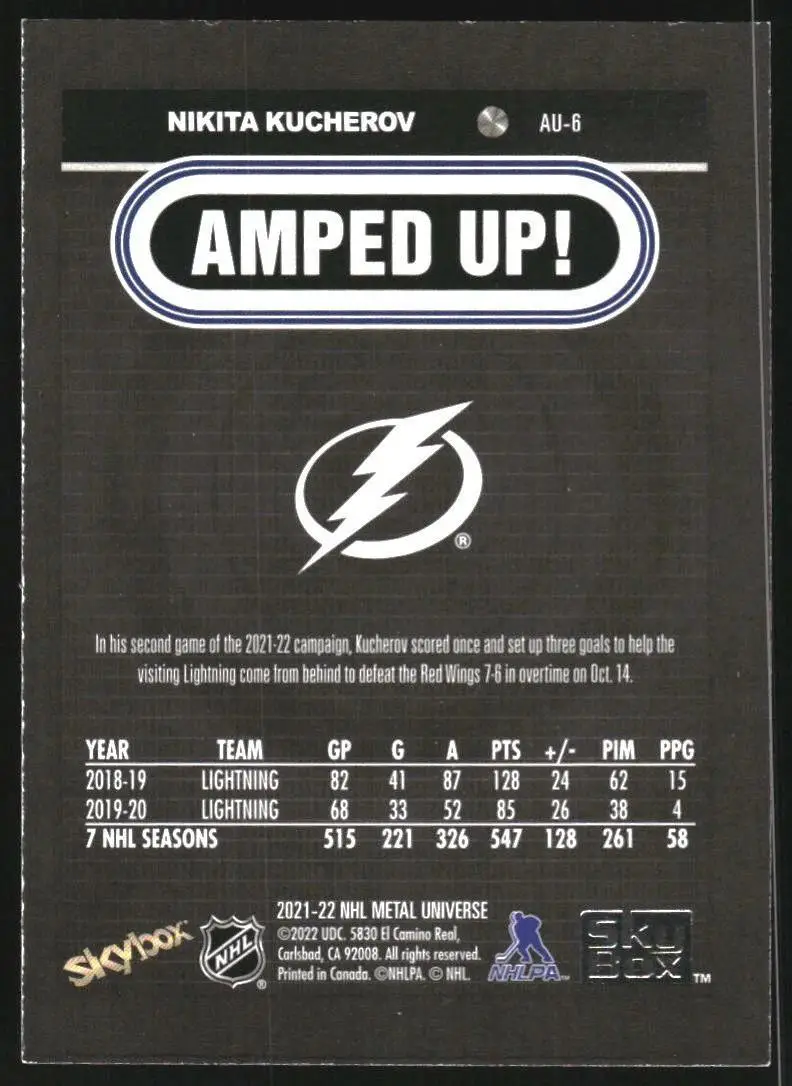 NIKITA KUCHEROV AU-6
AMPED UP!
®
In his second game of the 2021-22 campaign, Kucherov scored once and set up three goals to help the
visiting Lightning come from behind to defeat the Red Wings 7-6 in overtime on Oct. 14.
YEAR TEAM GP G A PTS +/- PIM PPG
2018-19 LIGHTNING 82 41 87 128 24 62 15
2019-20 LIGHTNING 68 33 52 85 26 38 4
7 NHL SEASONS 515 221 326 547 128 261 58
Skybox
NHL ®
2021-22 NHL METAL UNIVERSE
©2022 UDC. 5830 El Camino Real,
Carlsbad, CA 92008. All rights reserved.
Printed in Canada. ©NHLPA. © NHL.
NHLPA™
SKY
BOX ™